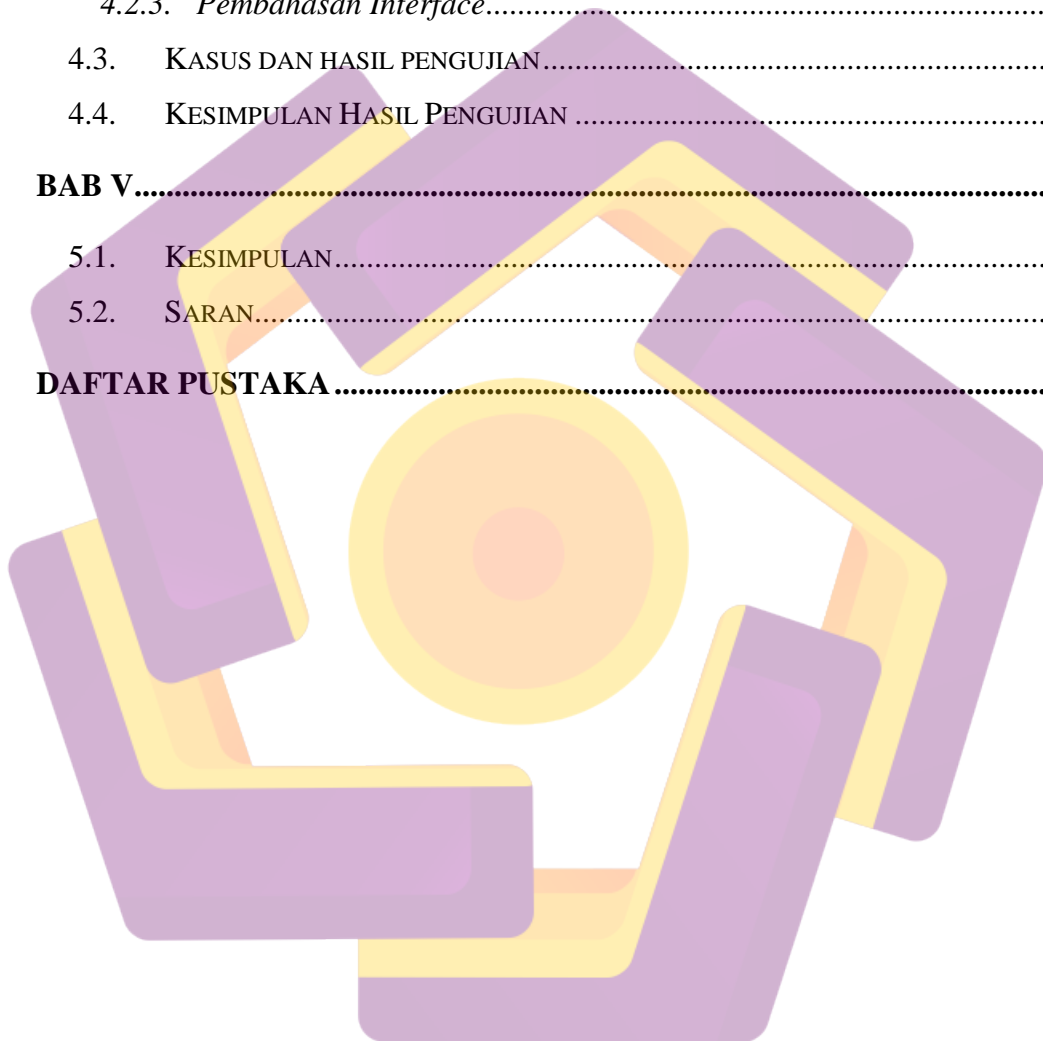 4.2.3. Pembahasan Interface..........................................................................
4.3. KASUS DAN HASIL PENGUJIAN..................................................................
4.4. KESIMPULAN HASIL PENGUJIAN ..............................................................
BAB V...................................................................................................................
5.1. KESIMPULAN...........................................................................................
5.2. SARAN.....................................................................................................
DAFTAR PUSTAKA .........................................................................................